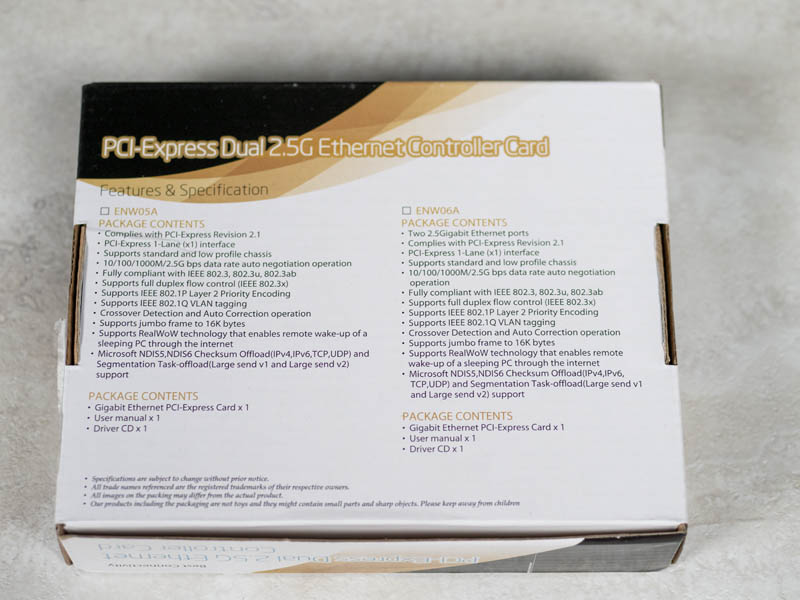 PCI-Express Dual 2.5G Ethernet Controller Card
Features & Specification
ENW05A
PACKAGE CONTENTS
• Complies with PCI-Express Revision 2.1
• PCI-Express 1-Lane (x1) interface
• Supports standard and low profile chassis
• 10/100/1000M/2.5G bps data rate auto negotiation operation
• Fully compliant with IEEE 802.3, 802.3u, 802.3ab
• Supports full duplex flow control (IEEE 802.3x)
• Supports IEEE 802.1P Layer 2 Priority Encoding
• Supports IEEE 802.1Q VLAN tagging
• Crossover Detection and Auto Correction operation
• Supports jumbo frame to 16K bytes
• Supports RealWoW technology that enables remote wake-up of a
sleeping PC through the internet
• Microsoft NDIS5,NDIS6 Checksum Offload(IPv4,IPv6,TCP,UDP) and
Segmentation Task-offload(Large send v1 and Large send v2)
support
PACKAGE CONTENTS
• Gigabit Ethernet PCI-Express Card x 1
• User manual x 1
• Driver CD x 1
ENW06A
PACKAGE CONTENTS
• Two 2.5Gigabit Ethernet ports
• Complies with PCI-Express Revision 2.1
• PCI-Express 1-Lane (x1) interface
• Supports standard and low profile chassis
• 10/100/1000M/2.5G bps data rate auto negotiation
operation
• Fully compliant with IEEE 802.3, 802.3u, 802.3ab
• Supports full duplex flow control (IEEE 802.3x)
• Supports IEEE 802.1P Layer 2 Priority Encoding
• Supports IEEE 802.1Q VLAN tagging
• Crossover Detection and Auto Correction operation
• Supports jumbo frame to 16K bytes
• Supports RealWoW technology that enables remote
wake-up of a sleeping PC through the internet
• Microsoft NDIS5,NDIS6 Checksum Offload(IPv4,IPv6,
TCP,UDP) and Segmentation Task-offload(Large send v1
and Large send v2) support
PACKAGE CONTENTS
• Gigabit Ethernet PCI-Express Card x 1
• User manual x 1
• Driver CD x 1
• Specifications are subject to change without prior notice.
• All trade names referenced are the registered trademarks of their respective owners.
• All images on the packing may differ from the actual product.
• Our products including the packaging are not toys and they might contain small parts and sharp objects. Please keep away from children
PCI-Express Dual 2.5G Ethernet
Controller Card
Best Connectivity